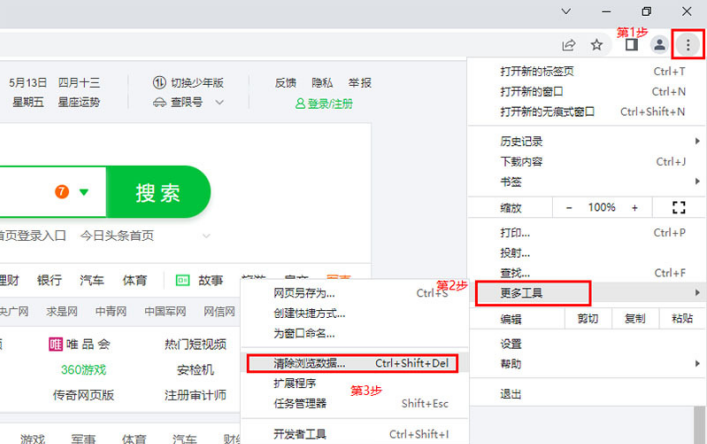 第1步
5月13日 四月十三
星期五 星座运势
切换少年版
查限号
反馈 隐私 举报
登录/注册
7
搜索
首页登录入口 今日头条首页
理财 银行 汽车 体育 故事
央广网 求是网 中青网 中国军网 网信网
唯 唯品会 热门短视频
360游戏 安检机
传奇网页版 注册审计师
游戏 军事 体育 汽车
打开新的标签页 Ctrl+T
打开新的窗口 Ctrl+N
打开新的无痕式窗口 Ctrl+Shift+N
历史记录
下载内容 Ctrl+J
书签
缩放 - 100% +
打印... Ctrl+P
投射...
查找... Ctrl+F
更多工具
编辑 剪切 复制 粘贴
设置
帮助
退出
第2步
网页另存为... Ctrl+S
创建快捷方式...
为窗口命名...
清除浏览数据... Ctrl+Shift+Del
扩展程序
第3步
任务管理器 Shift+Esc
开发者工具 Ctrl+Shift+I